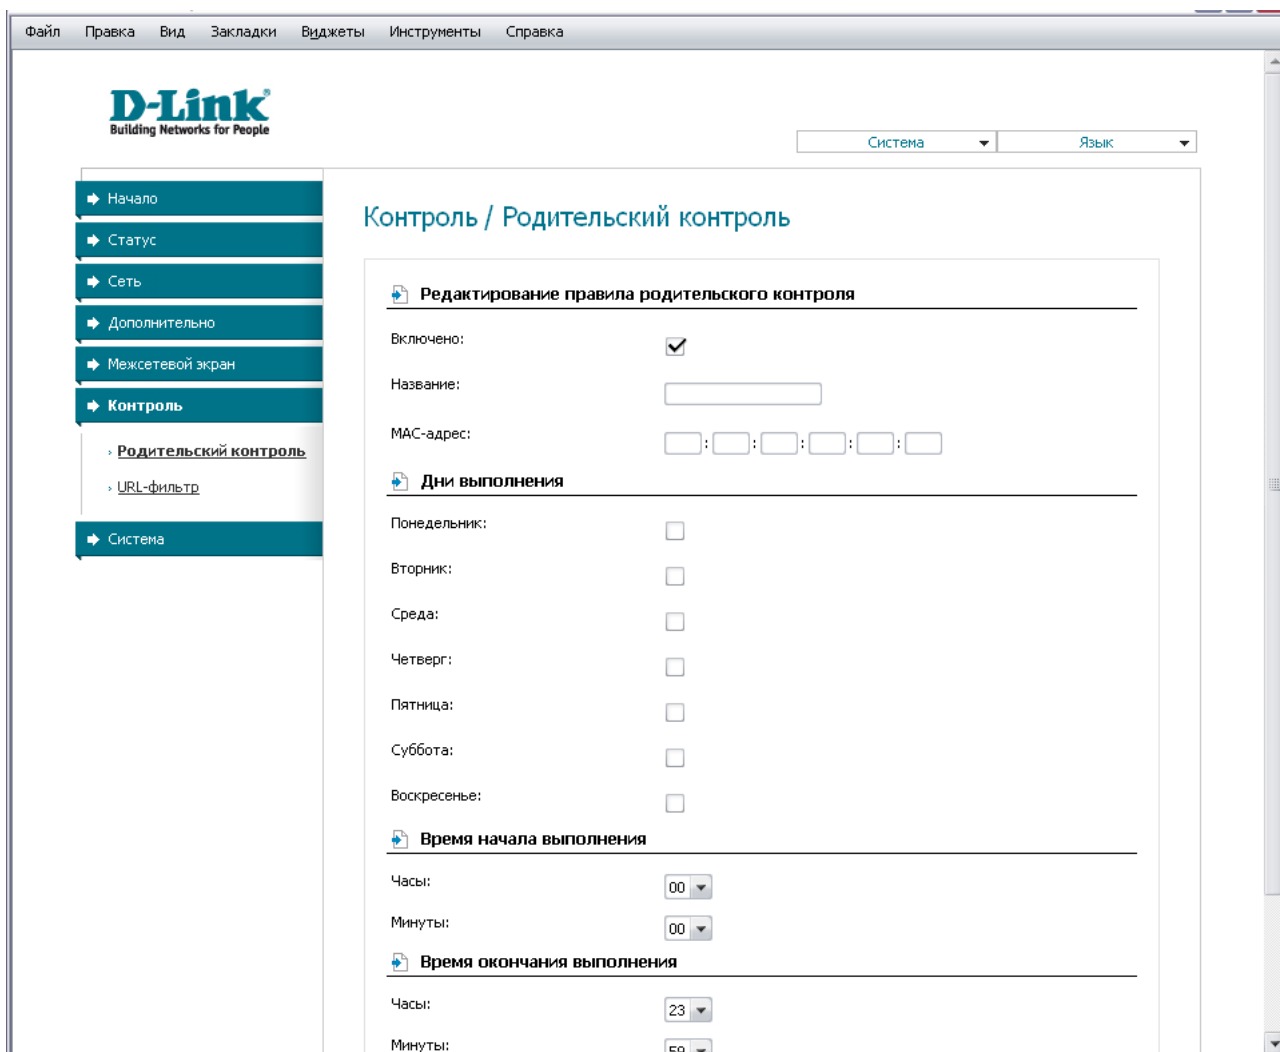 Файл Правка Вид Закладки Виджеты Инструменты Справка
D-Link®
Building Networks for People
Система Язык
Начало
Статус
Сеть
Дополнительно
Межсетевой экран
Контроль
Родительский контроль
URL-фильтр
Система
Контроль / Родительский контроль
Редактирование правила родительского контроля
Включено:
Название:
MAC-адрес: : : : : :
Дни выполнения
Понедельник:
Вторник:
Среда:
Четверг:
Пятница:
Суббота:
Воскресенье:
Время начала выполнения
Часы: 00
Минуты: 00
Время окончания выполнения
Часы: 23
Минуты: 59